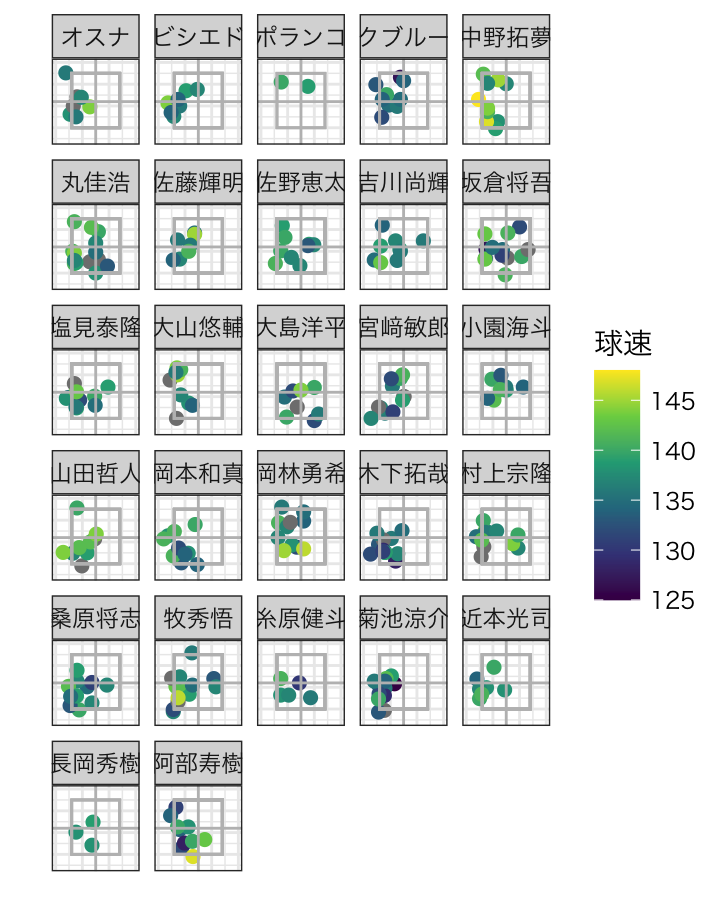 オスナ
ビシエド
ポランコ
クブルー
中野拓夢
丸佳浩
佐藤輝明
佐野恵太
吉川尚輝
坂倉将吾
塩見泰隆
大山悠輔
大島洋平
宮﨑敏郎
小園海斗
球速
145
140
135
130
125
山田哲人
岡本和真
岡林勇希
木下拓哉
村上宗隆
桑原将志
牧秀悟
糸原健斗
菊池涼介
近本光司
長岡秀樹
阿部寿樹